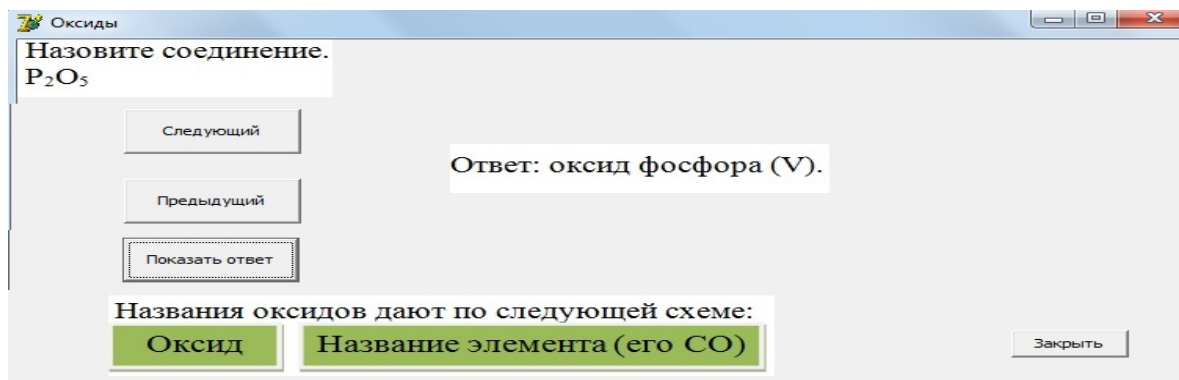 Оксиды
Назовите соединение.
P₂O₅
Следующий
Ответ: оксид фосфора (V).
Предыдущий
Показать ответ
Названия оксидов дают по следующей схеме:
Оксид Название элемента (его СО)
Закрыть